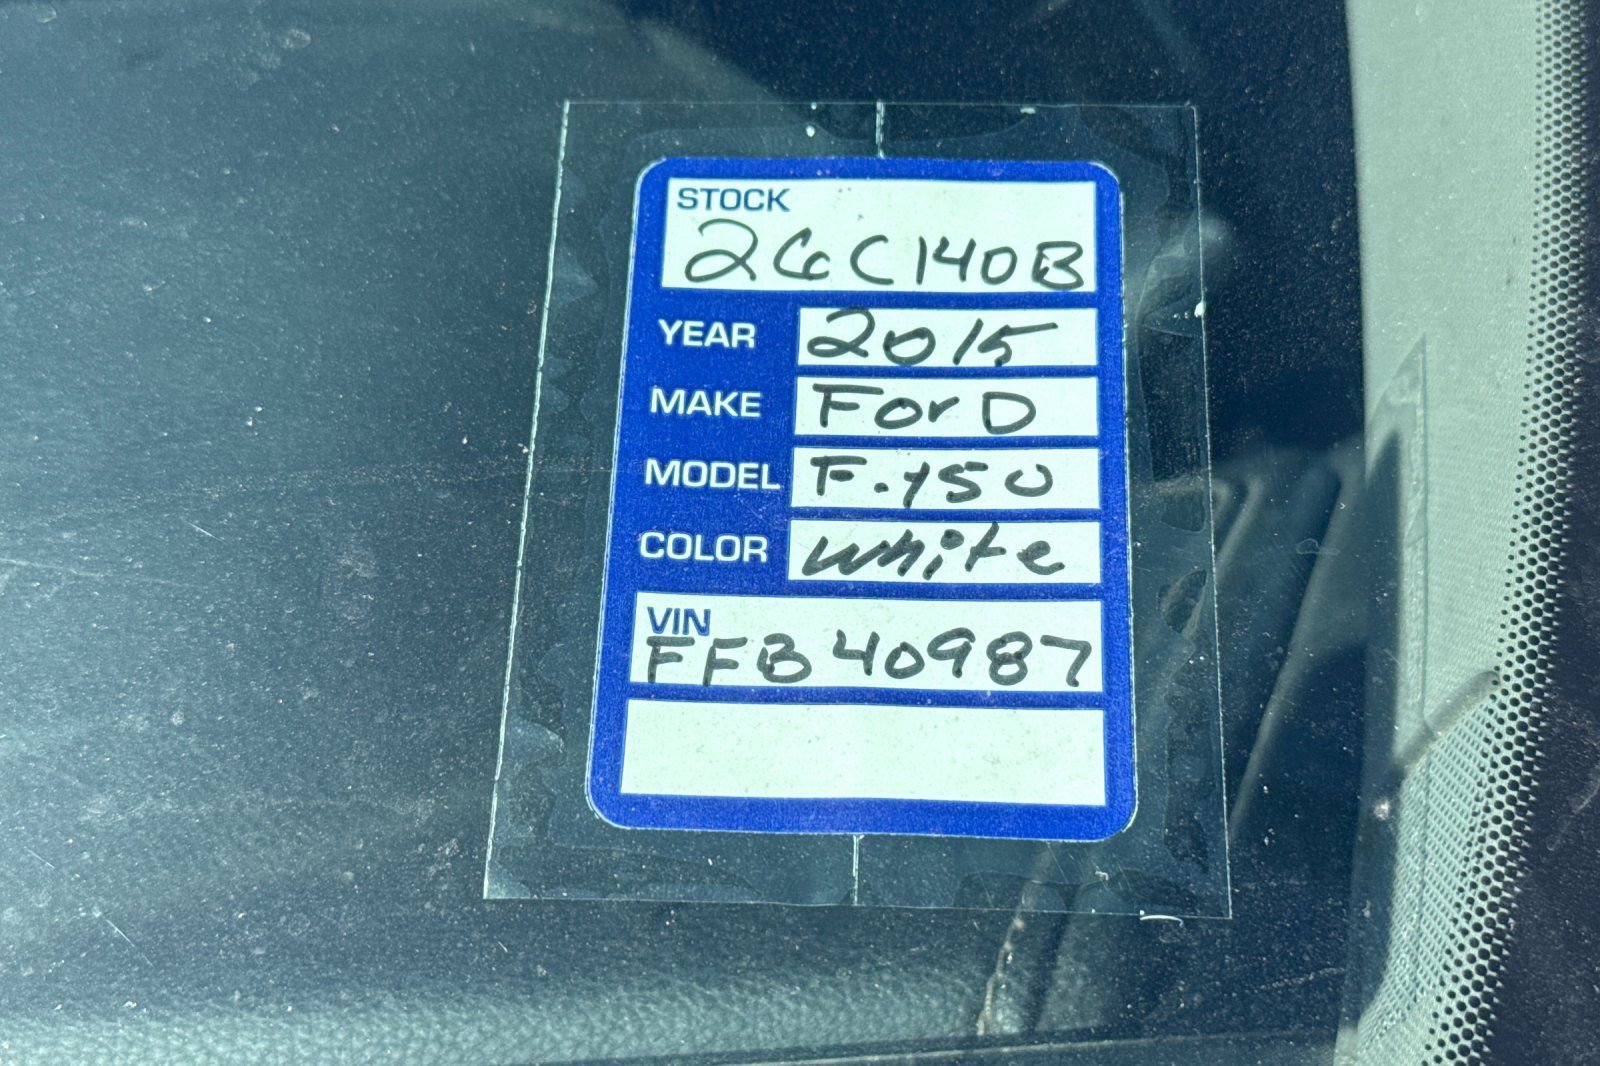 STOCK
26C140B
YEAR 2015
MAKE ForD
MODEL F-150
COLOR White
VIN
FFB40987